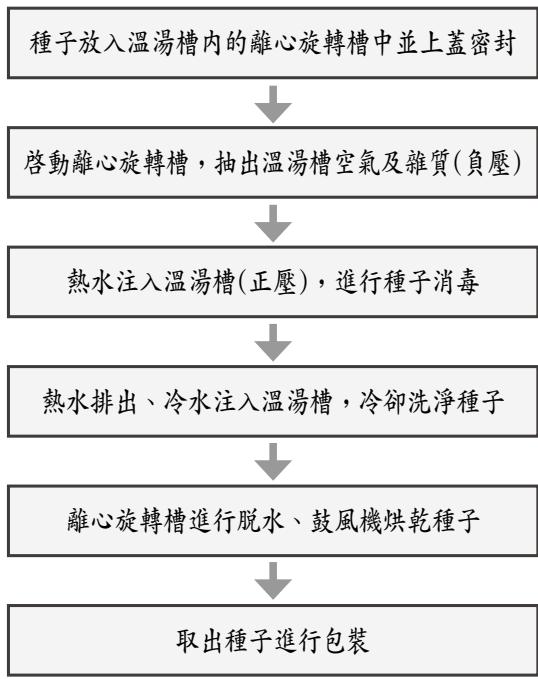 種子放入溫湯槽內的離心旋轉槽中並上蓋密封
啓動離心旋轉槽，抽出溫湯槽空氣及雜質(負壓)
熱水注入溫湯槽(正壓)，進行種子消毒
熱水排出、冷水注入溫湯槽，冷卻洗淨種子
離心旋轉槽進行脫水、鼓風機烘乾種子
取出種子進行包裝